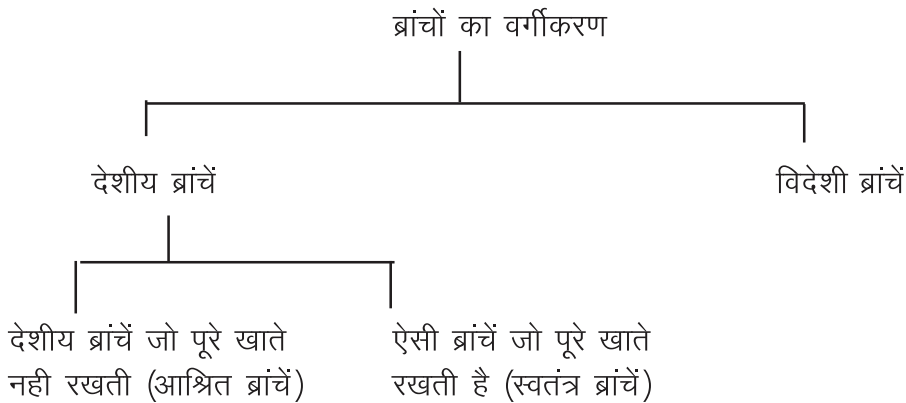 ब्रांचों का वर्गीकरण
देशीय ब्रांचें
विदेशी ब्रांचें
देशीय ब्रांचें जो पूरे खाते
नही रखती (आश्रित ब्रांचें)
ऐसी ब्रांचें जो पूरे खाते
रखती है (स्वतंत्र ब्रांचें)